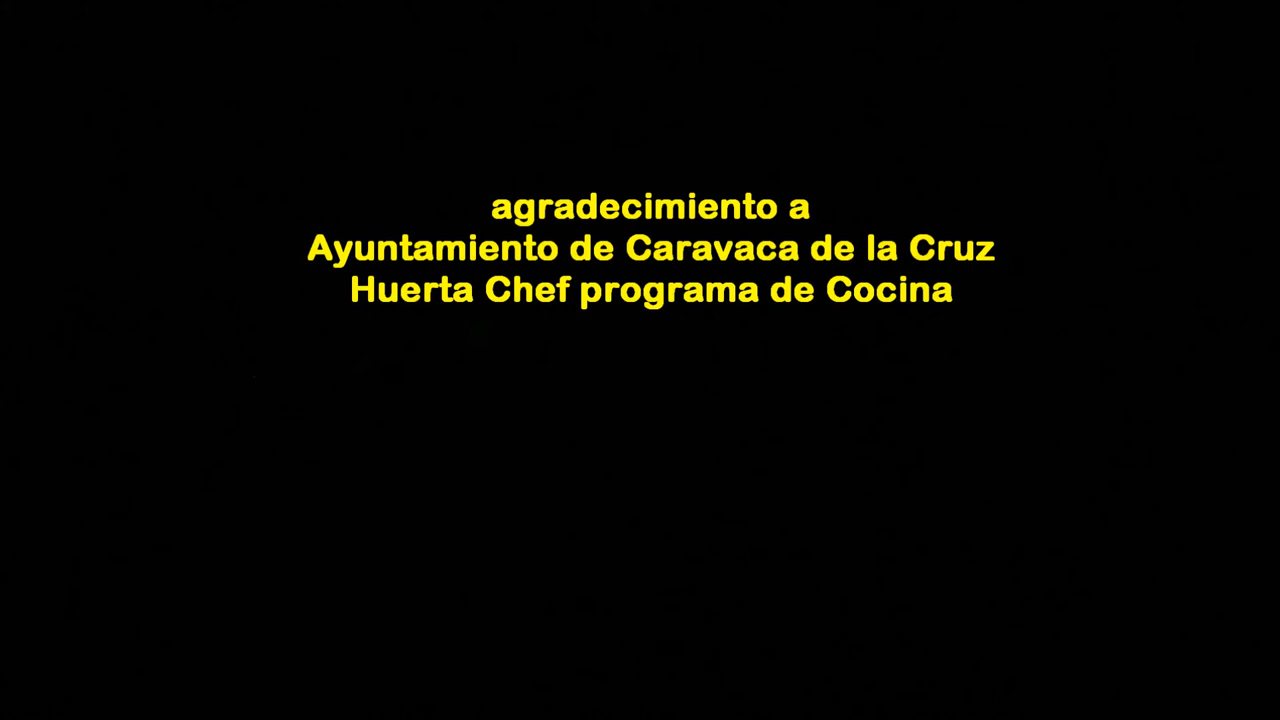 agradecimiento a
Ayuntamiento de Caravaca de la Cruz
Huerta Chef programa de Cocina